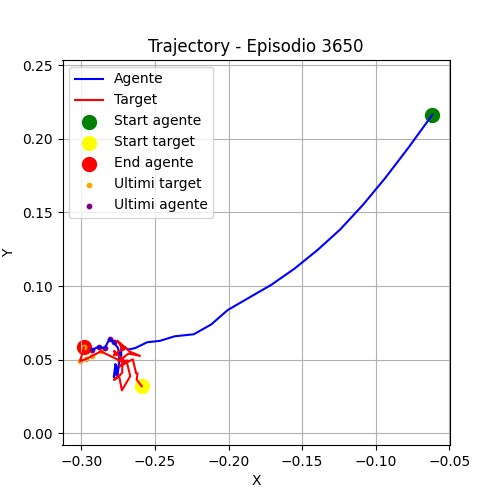 Trajectory - Episodio 3650
0.25
0.20
0.15
0.10
0.05
0.00
Y
Agente
Target
Start agente
Start target
End agente
Ultimi target
Ultimi agente
−0.30
−0.25
−0.20
−0.15
−0.10
−0.05
X